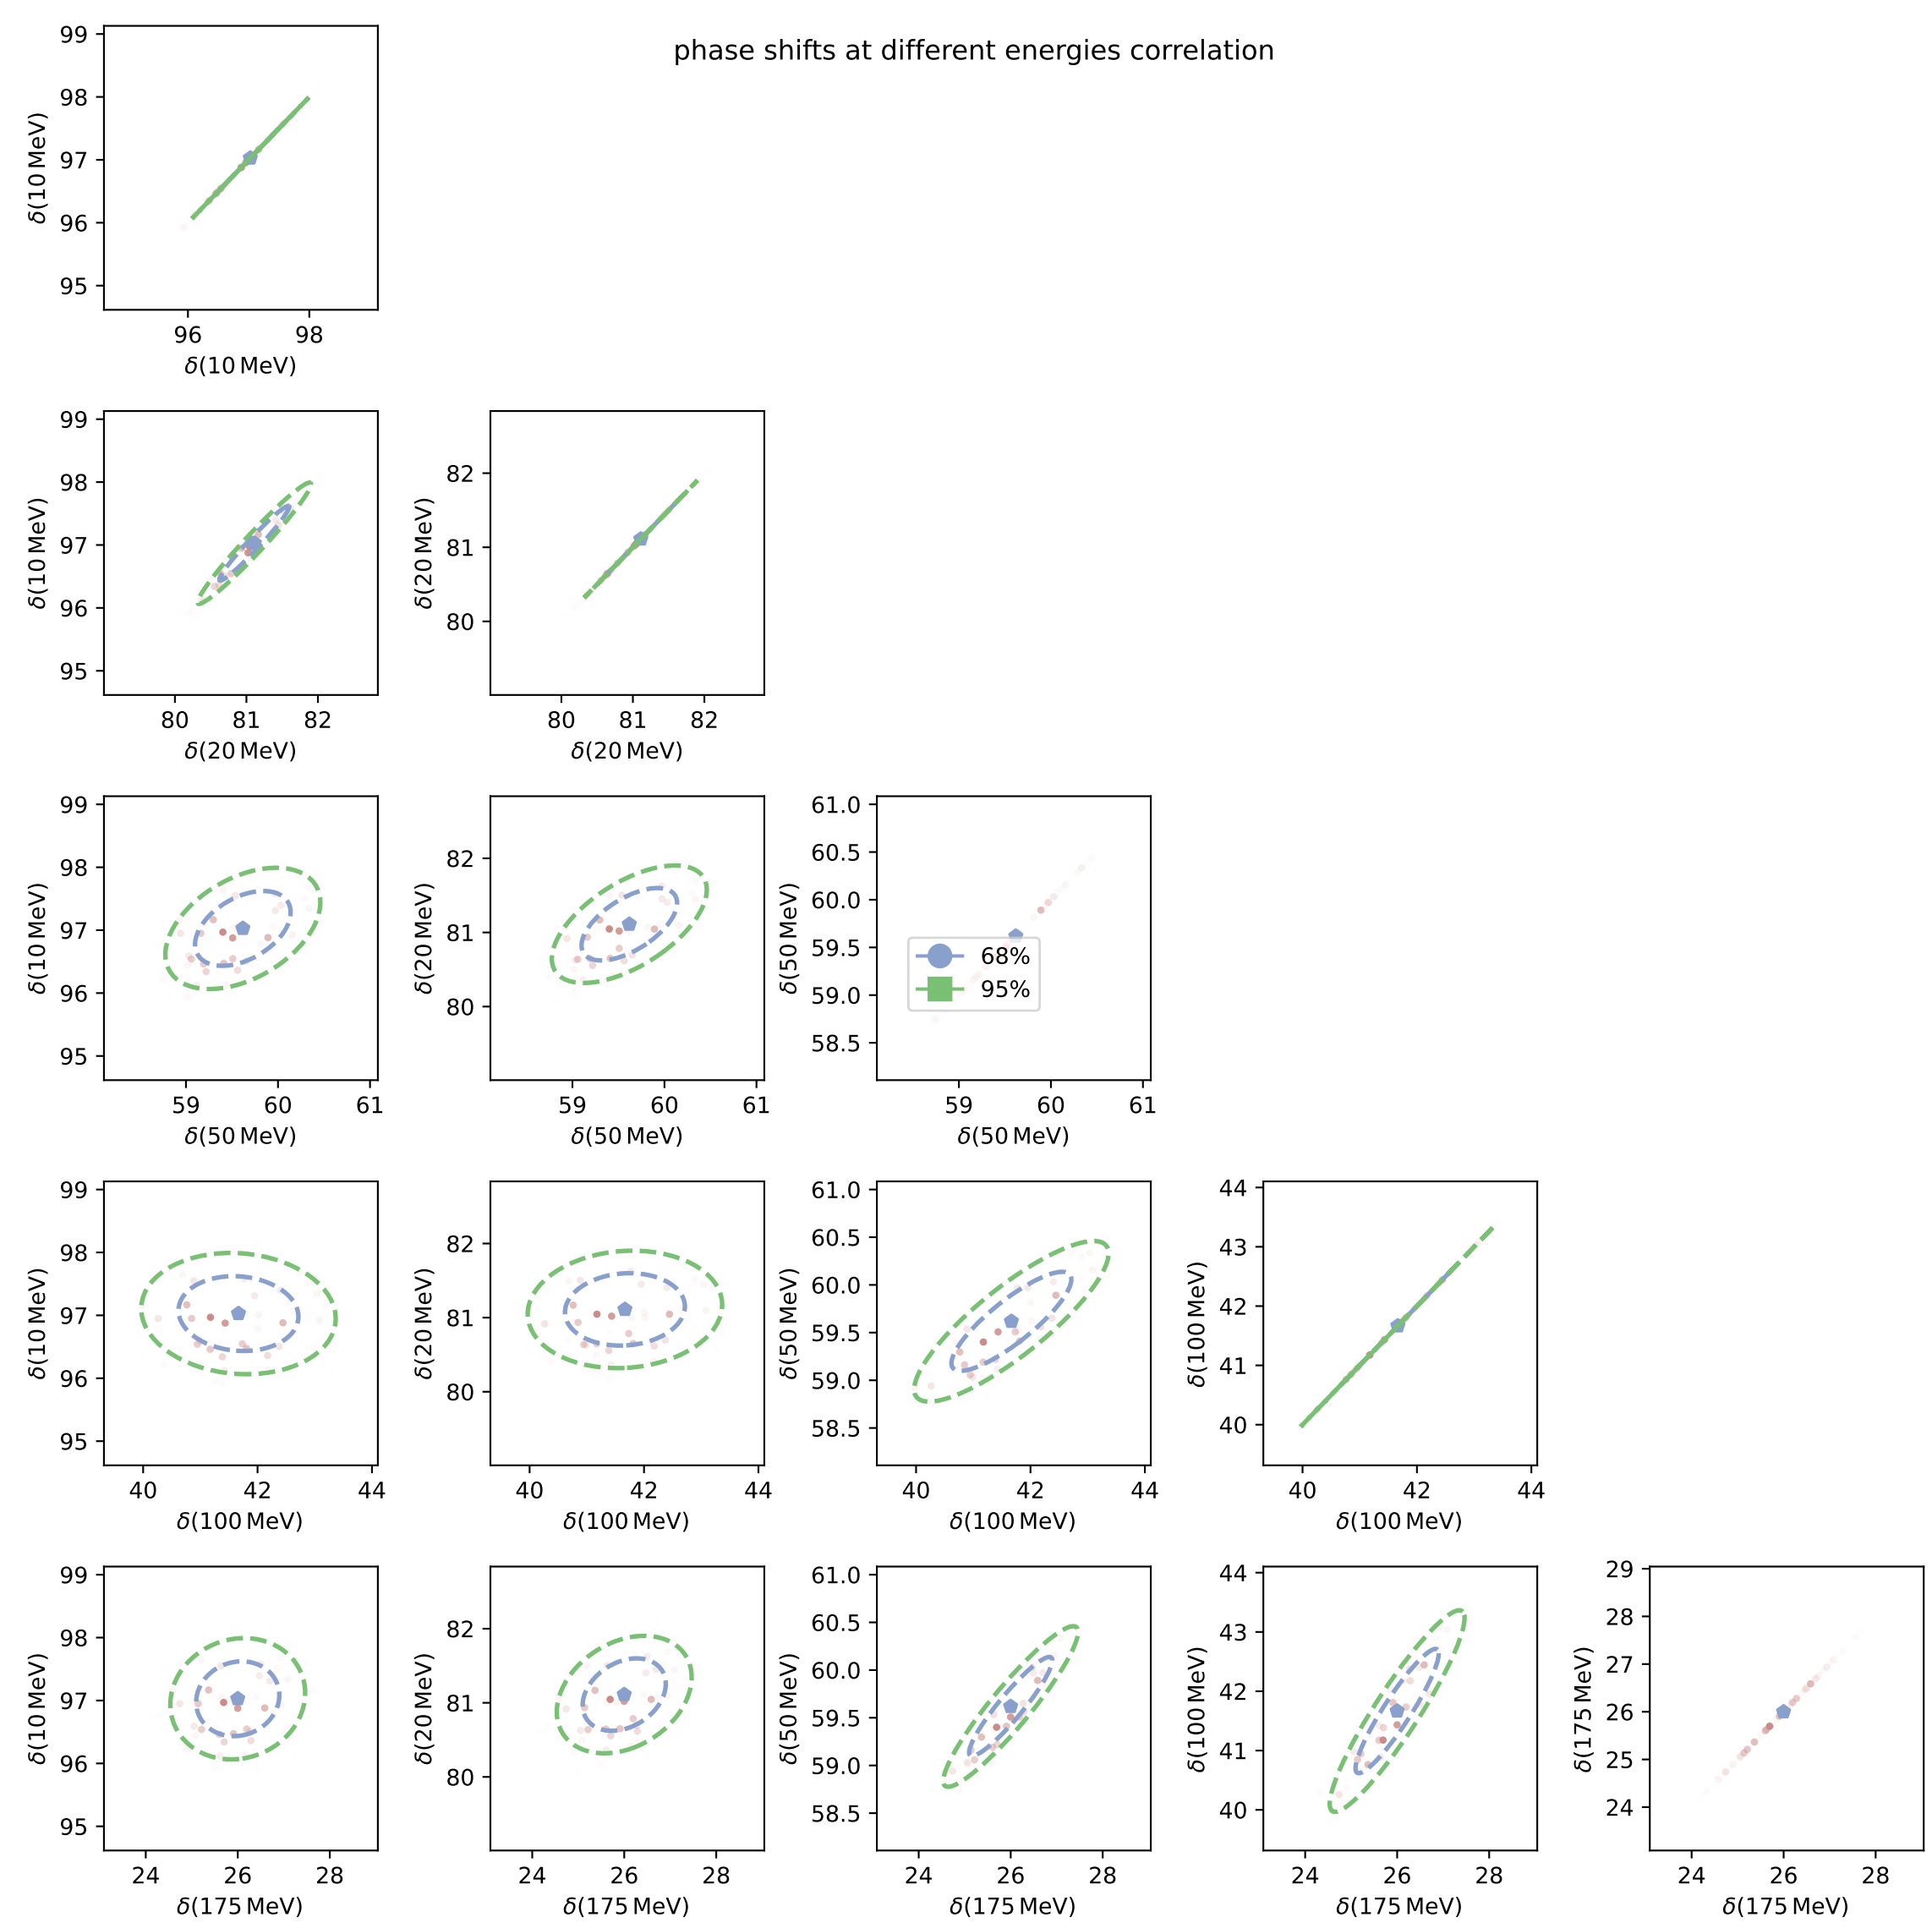 phase shifts at different energies correlation
99
98
97
96
95
δ(10 MeV)
96 98
δ(10 MeV)
99
98
97
96
95
δ(10 MeV)
80 81 82
δ(20 MeV)
82
81
80
δ(20 MeV)
80 81 82
δ(20 MeV)
99
98
97
96
95
δ(10 MeV)
59 60 61
δ(50 MeV)
82
81
80
δ(20 MeV)
59 60 61
δ(50 MeV)
61.0
60.5
60.0
59.5
59.0
58.5
δ(50 MeV)
68%
95%
59 60 61
δ(50 MeV)
99
98
97
96
95
δ(10 MeV)
40 42 44
δ(100 MeV)
82
81
80
δ(20 MeV)
40 42 44
δ(100 MeV)
61.0
60.5
60.0
59.5
59.0
58.5
δ(50 MeV)
40 42 44
δ(100 MeV)
44
43
42
41
40
δ(100 MeV)
40 42 44
δ(100 MeV)
99
98
97
96
95
δ(10 MeV)
24 26 28
δ(175 MeV)
82
81
80
δ(20 MeV)
24 26 28
δ(175 MeV)
61.0
60.5
60.0
59.5
59.0
58.5
δ(50 MeV)
24 26 28
δ(175 MeV)
44
43
42
41
40
δ(100 MeV)
24 26 28
δ(175 MeV)
29
28
27
26
25
24
δ(175 MeV)
24 26 28
δ(175 MeV)